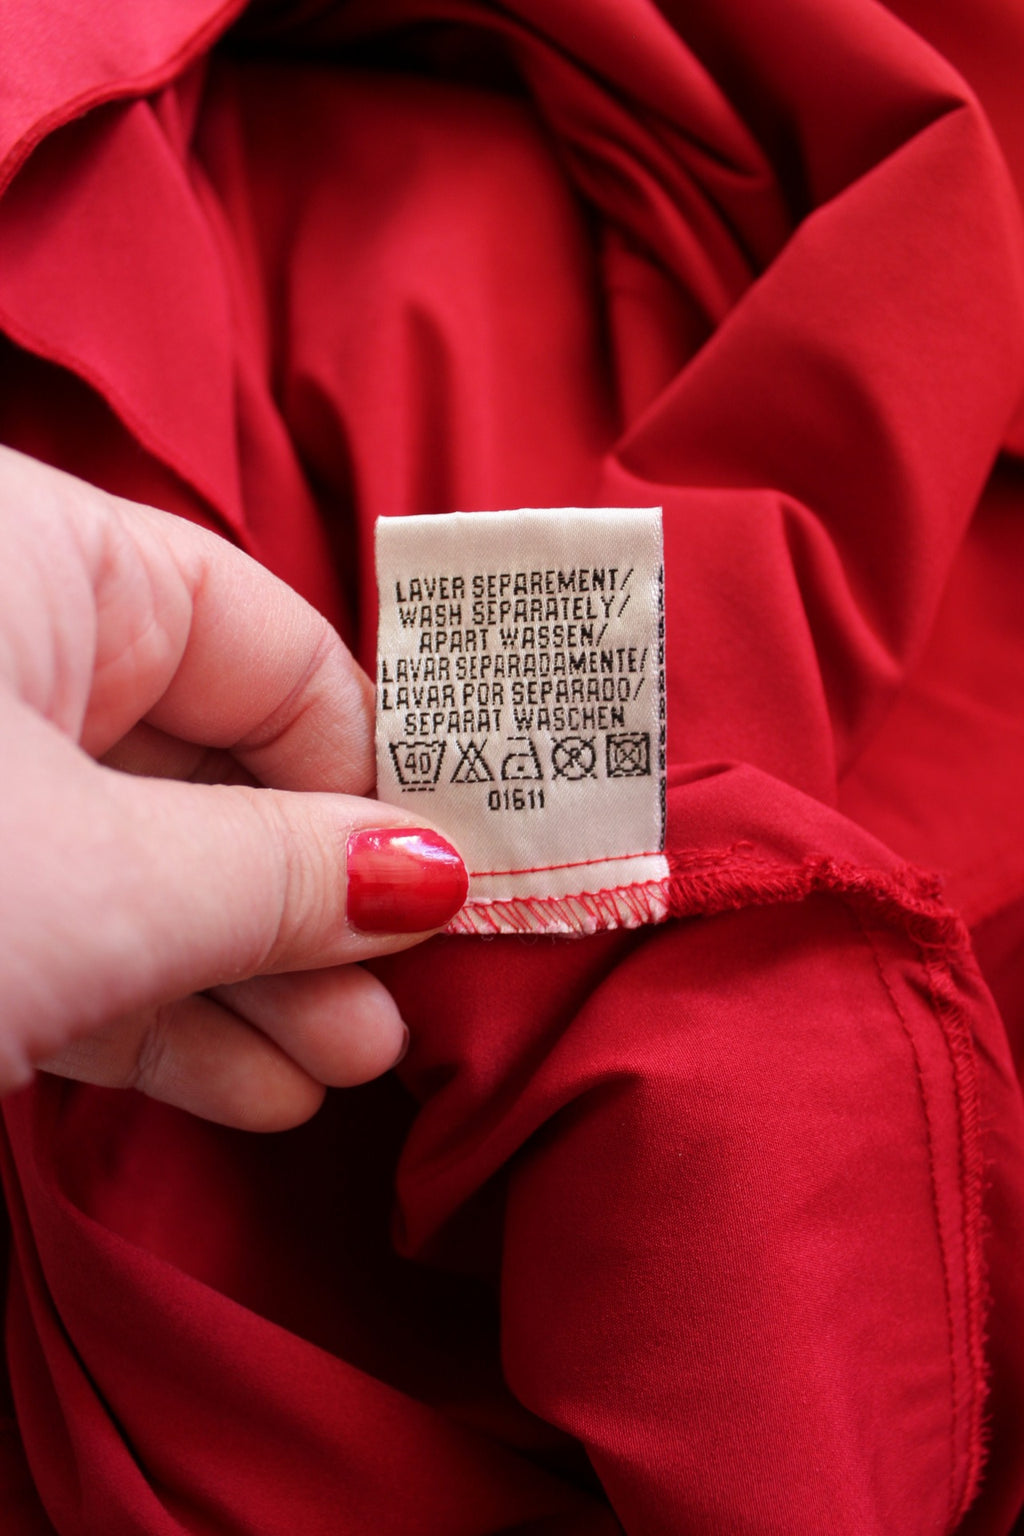 LAVER SEPAREMENT/
WASH SEPARATELY/
APART WASSEN/
LAVAR SEPARADAMENTE/
LAVAR POR SEPARADO/
SEPARAT WASCHEN
40
01611